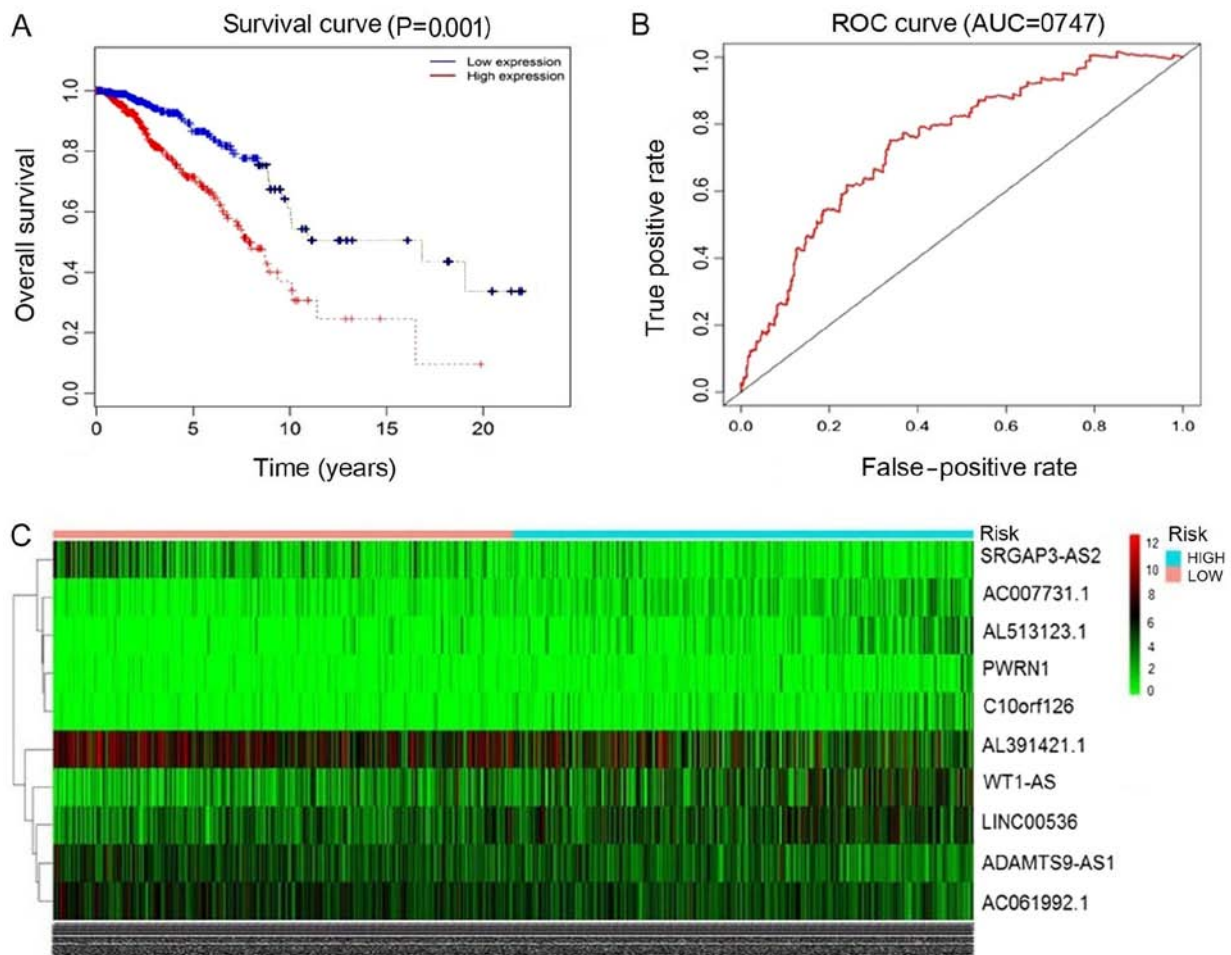 A
Survival curve (P=0.001)
Low expression
High expression
Overall survival
0.0 0.2 0.4 0.6 0.8 1.0
0 5 10 15 20
Time (years)
B
ROC curve (AUC=0747)
True positive rate
0.0 0.2 0.4 0.6 0.8 1.0
0.0 0.2 0.4 0.6 0.8 1.0
False-positive rate
C
Risk
SRGAP3-AS2
AC007731.1
AL513123.1
PWRN1
C10orf126
AL391421.1
WT1-AS
LINC00536
ADAMTS9-AS1
AC061992.1
12
10
8
6
4
2
0
Risk
HIGH
LOW